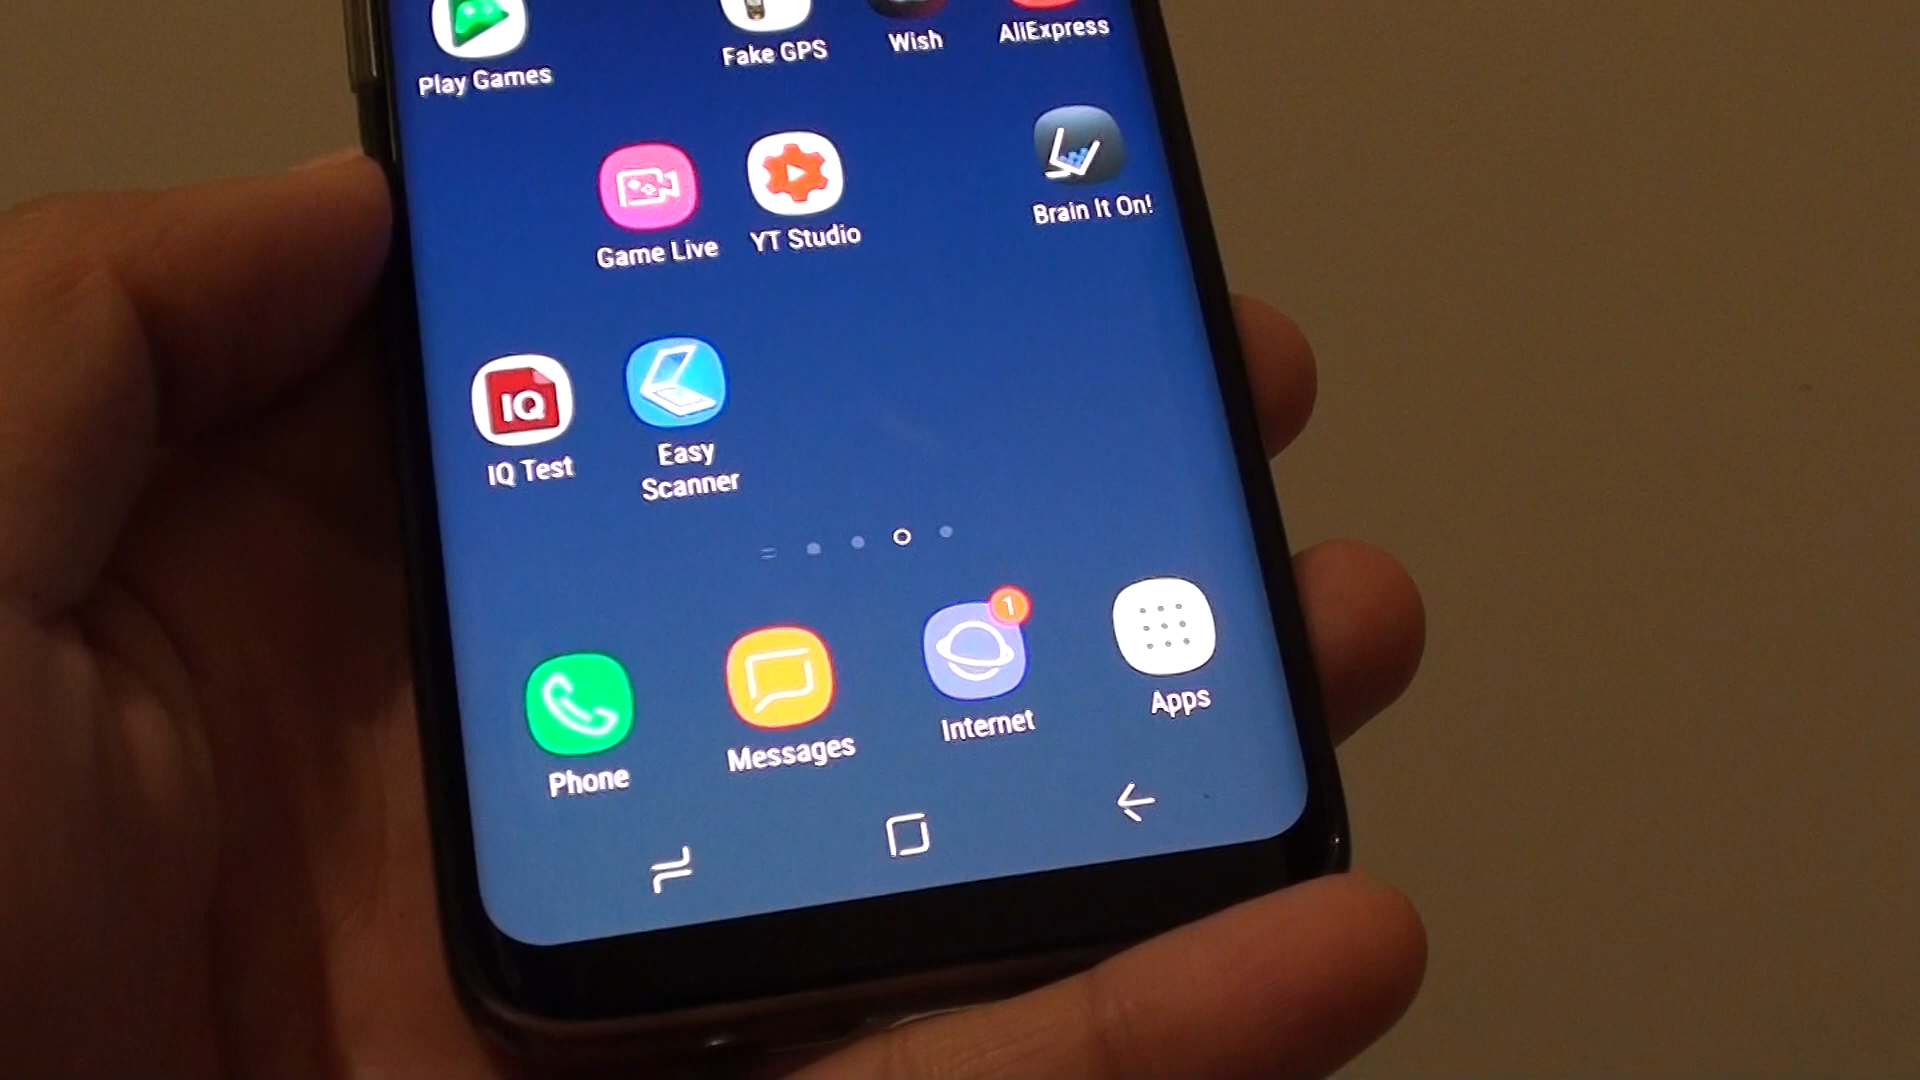 Play Games
Fake GPS
Wish
AliExpress
Game Live
YT Studio
Brain It On!
IQ
IQ Test
Easy
Scanner
1
Phone
Messages
Internet
Apps